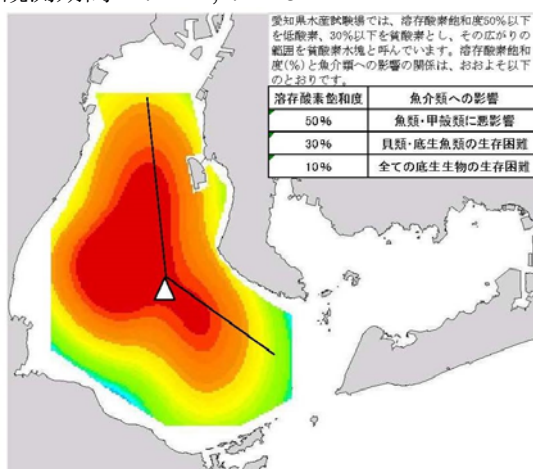 愛知県水産試験場では、溶存酸素飽和度50%以下
を低酸素、30%以下を貧酸素とし、その広がりの
範囲を貧酸素水塊と呼んでいます。溶存酸素飽和
度(%)と魚介類への影響の関係は、おおよそ以下
のとおりです。
溶存酸素飽和度 魚介類への影響
50% 魚類・甲殻類に悪影響
30% 貝類・底生魚類の生存困難
10% 全ての底生生物の生存困難